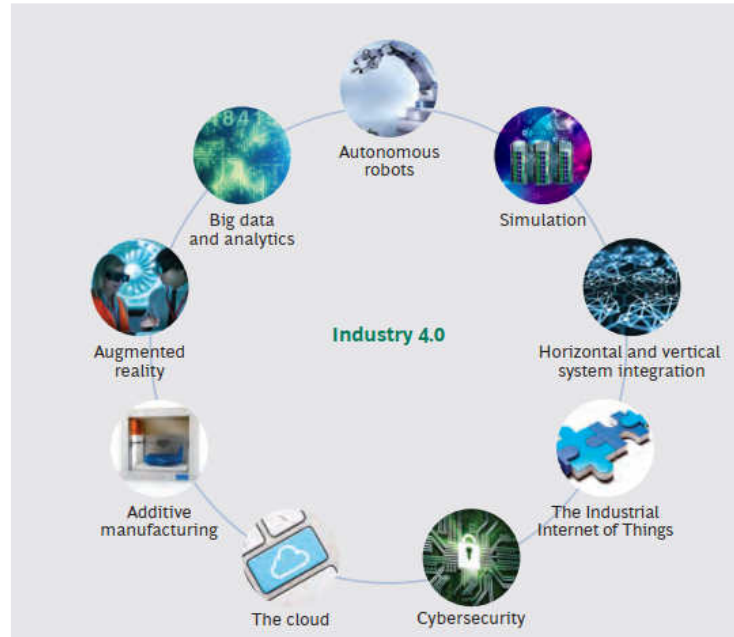 Autonomous
robots
Simulation
Horizontal and vertical
system integration
The Industrial
Internet of Things
Cybersecurity
The cloud
Additive
manufacturing
Augmented
reality
Big data
and analytics
Industry 4.0